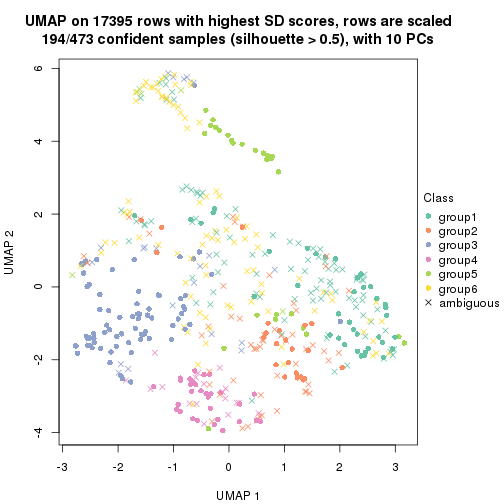 UMAP on 17395 rows with highest SD scores, rows are scaled
194/473 confident samples (silhouette > 0.5), with 10 PCs
6
4
2
0
-2
-4
UMAP 2
-3
-2
-1
0
1
2
3
UMAP 1
Class
group1
group2
group3
group4
group5
group6
ambiguous